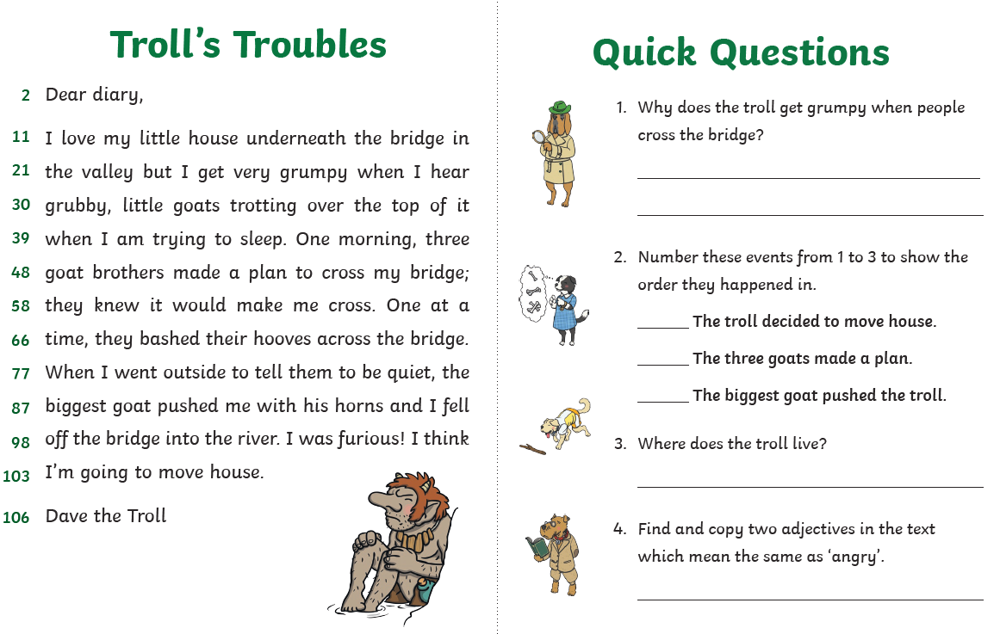 Troll's Troubles
2 Dear diary,
11 I love my little house underneath the bridge in
21 the valley but I get very grumpy when I hear
30 grubby, little goats trotting over the top of it
39 when I am trying to sleep. One morning, three
48 goat brothers made a plan to cross my bridge;
58 they knew it would make me cross. One at a
66 time, they bashed their hooves across the bridge.
77 When I went outside to tell them to be quiet, the
87 biggest goat pushed me with his horns and I fell
98 off the bridge into the river. I was furious! I think
103 I'm going to move house.
106 Dave the Troll
Quick Questions
1. Why does the troll get grumpy when people
cross the bridge?
2. Number these events from 1 to 3 to show the
order they happened in.
______ The troll decided to move house.
______ The three goats made a plan.
______ The biggest goat pushed the troll.
3. Where does the troll live?
4. Find and copy two adjectives in the text
which mean the same as 'angry'.